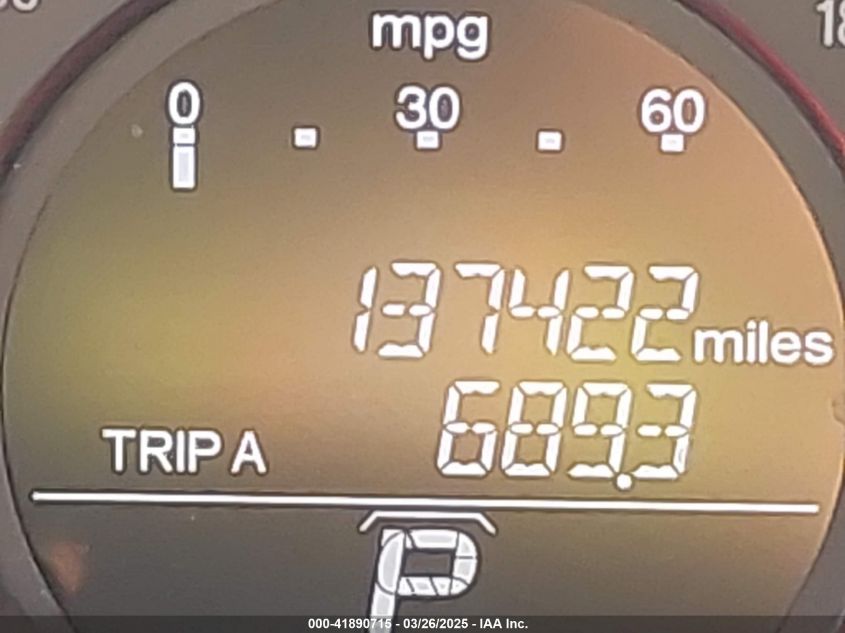 mpg
0 30 60
137422 miles
TRIP A 689.3
P
000-41890715 - 03/26/2025 - IAA Inc.